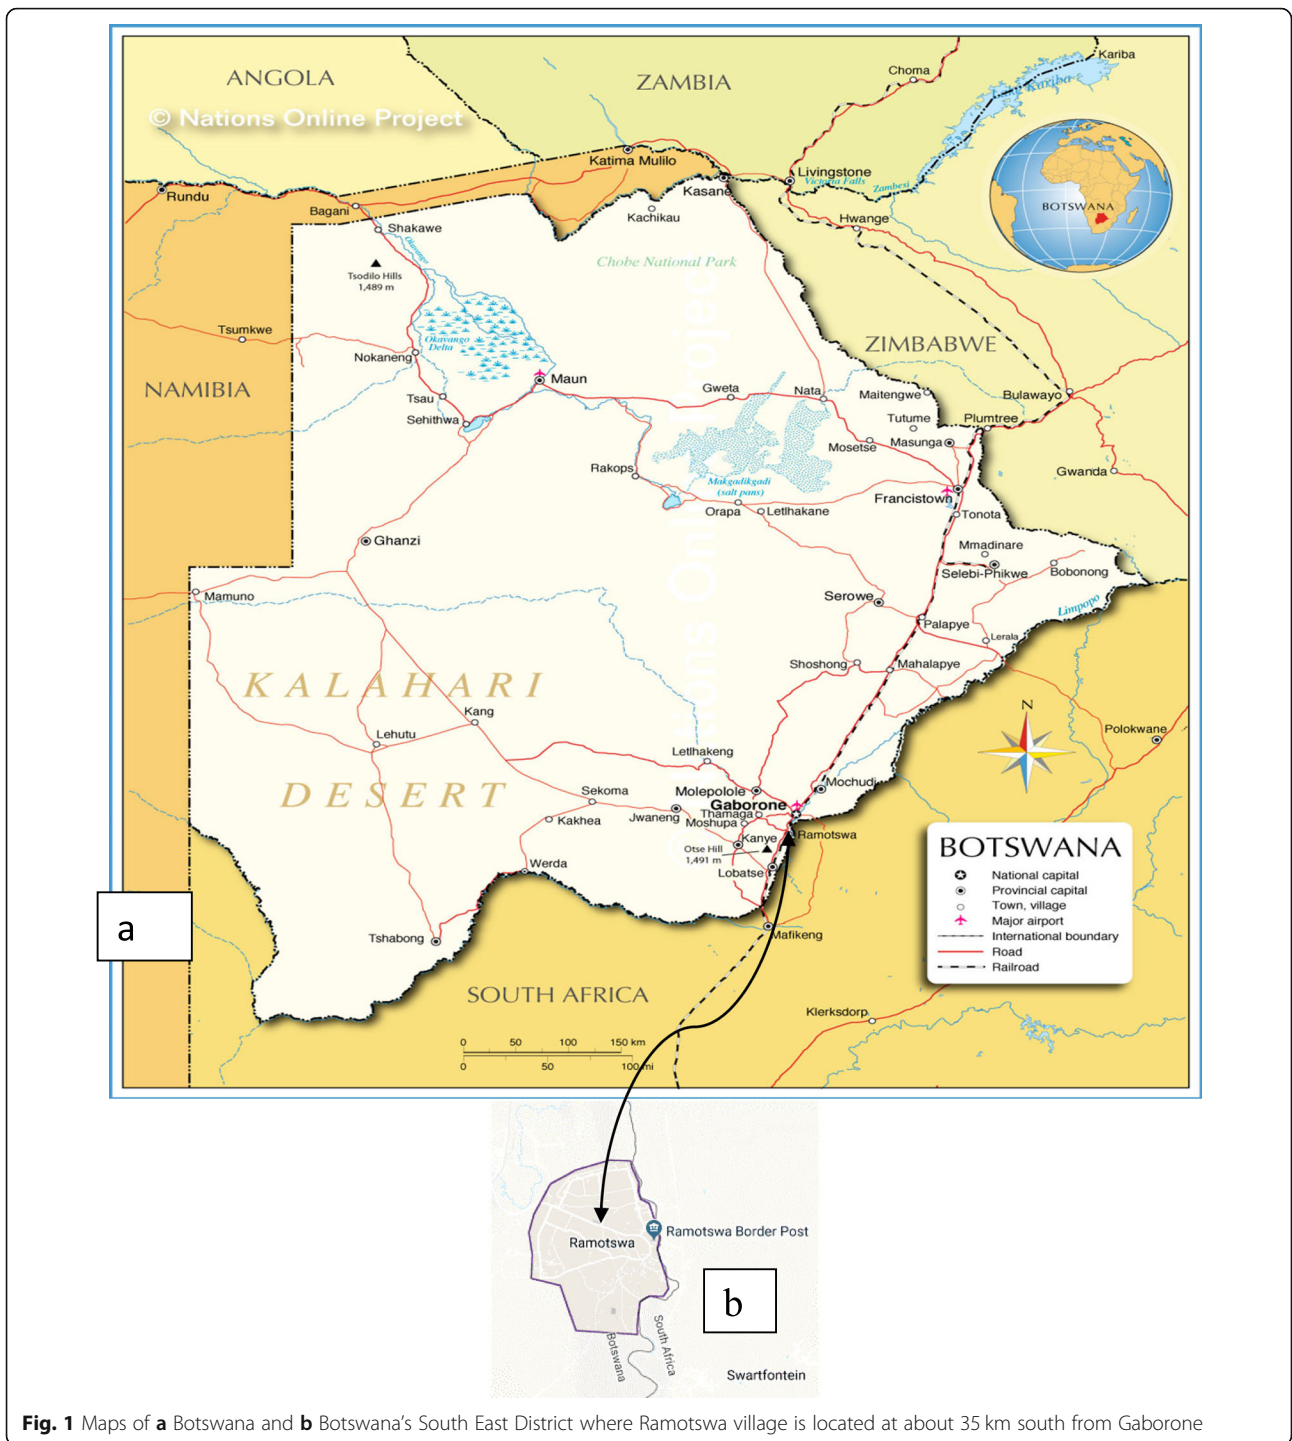 ANGOLA
ZAMBIA
Choma
Kariba
Lake Kariba
© Nations Online Project
Katima Mulilo
Livingstone
Victoria Falls
Zambesi
Kasane
Rundu
Bagani
Kachikau
Hwange
BOTSWANA
Shakawe
Okavango
Chobe National Park
Tsodilo Hills
1,489 m
Tsumkwe
Okavango
Delta
ZIMBABWE
Nokaneng
NAMIBIA
Maun
Gweta
Nata
Maitengwe
Bulawayo
Tsau
Sehithwa
Tutume
Plumtree
Mosetse
Masunga
Rakops
Makgadikgadi
(salt pans)
Gwanda
Francistown
Orapa
Letlhakane
Tonota
Ghanzi
Mmadinare
Selebi-Phikwe
Bobonong
Mamuno
Serowe
Limpopo
Palapye
Lerala
Shoshong
Mahalapye
KALAHARI
Kang
N
Lehutu
Polokwane
Letlhakeng
DESERT
Sekoma
Molepolole
Mochudi
Gaborone
Jwaneng
Thamaga
Kakhea
Moshupa
Ramotswa
Kanye
Otse Hill
1,491 m
Werda
Lobatse
Tshabong
Mafikeng
BOTSWANA
National capital
Provincial capital
Town, village
Major airport
International boundary
Road
Railroad
a
SOUTH AFRICA
Klerksdorp
0 50 100 150 km
0 50 100 mi
Nations Online Project
Ramotswa Border Post
Ramotswa
b
South Africa
Botswana
Swartfontein
Fig. 1 Maps of a Botswana and b Botswana's South East District where Ramotswa village is located at about 35 km south from Gaborone